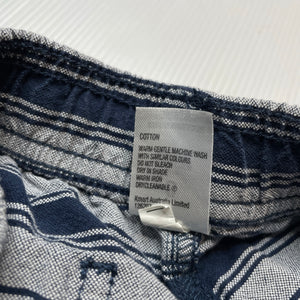 COTTON
WARM GENTLE MACHINE WASH
WITH SIMILAR COLOURS
DO NOT BLEACH
DRY IN SHADE
WARM IRON
DRYCLEANABLE Ⓟ
Kmart Australia Limited